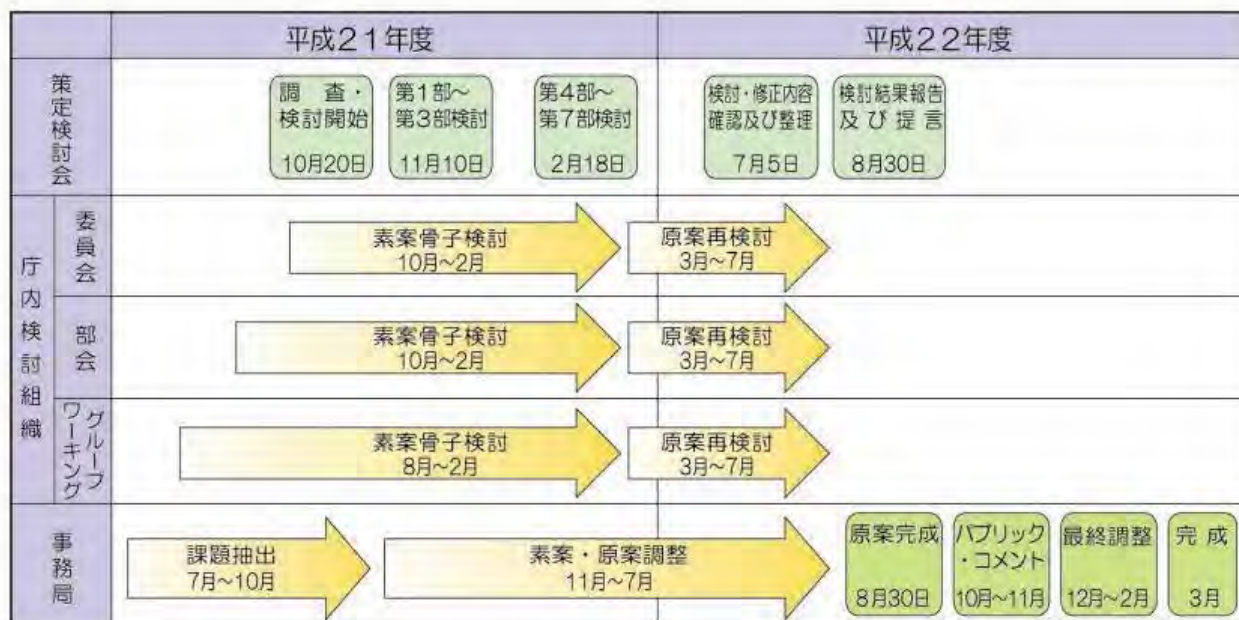 平成21年度
平成22年度
策定検討会
調査・
検討開始
10月20日
第1部～
第3部検討
11月10日
第4部～
第7部検討
2月18日
検討・修正内容
確認及び整理
7月5日
検討結果報告
及び提言
8月30日
庁内検討組織
委員会
素案骨子検討
10月～2月
原案再検討
3月～7月
部会
素案骨子検討
10月～2月
原案再検討
3月～7月
ワーキング
グループ
素案骨子検討
8月～2月
原案再検討
3月～7月
事務局
課題抽出
7月～10月
素案・原案調整
11月～7月
原案完成
8月30日
パブリック
・コメント
10月～11月
最終調整
12月～2月
完成
3月